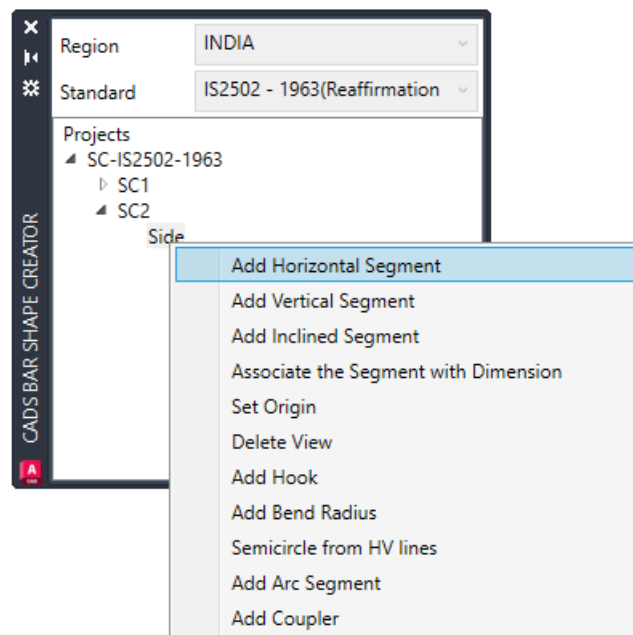 Region INDIA
Standard IS2502 - 1963(Reaffirmation
Projects
SC-IS2502-1963
SC1
SC2
Side
Add Horizontal Segment
Add Vertical Segment
Add Inclined Segment
Associate the Segment with Dimension
Set Origin
Delete View
Add Hook
Add Bend Radius
Semicircle from HV lines
Add Arc Segment
Add Coupler
CADS BAR SHAPE CREATOR
A
CAD